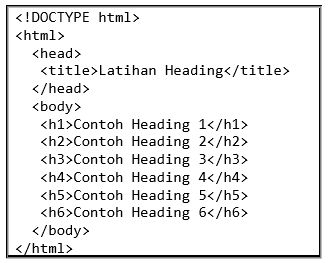 <!DOCTYPE html>
<html>
  <head>
   <title>Latihan Heading</title>
  </head>
  <body>
   <h1>Contoh Heading 1</h1>
   <h2>Contoh Heading 2</h2>
   <h3>Contoh Heading 3</h3>
   <h4>Contoh Heading 4</h4>
   <h5>Contoh Heading 5</h5>
   <h6>Contoh Heading 6</h6>
  </body>
</html>